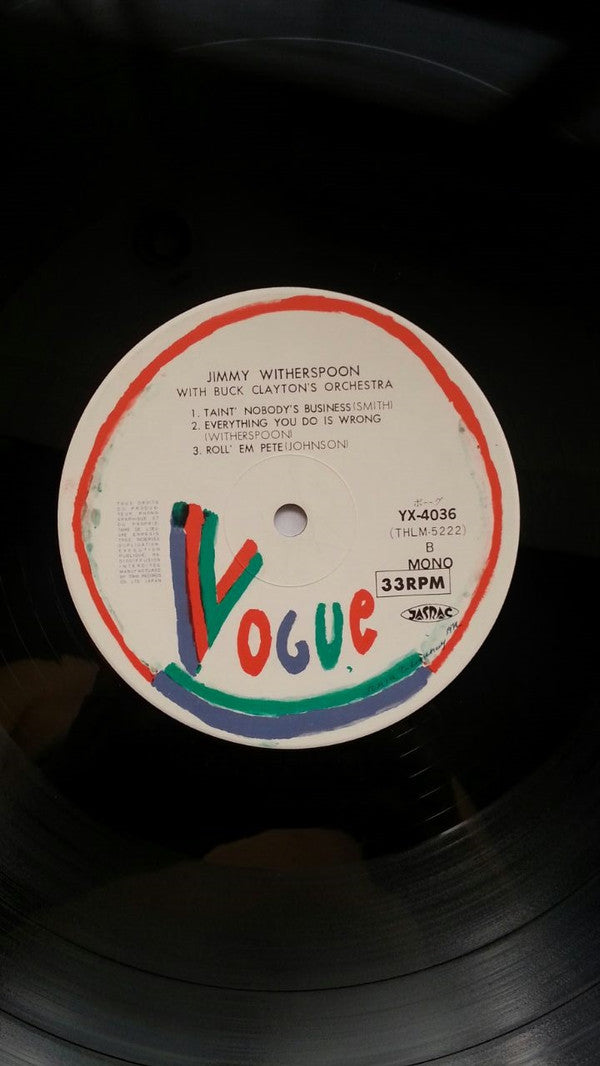 JIMMY WITHERSPOON
WITH BUCK CLAYTON'S ORCHESTRA
1. TAINT' NOBODY'S BUSINESS (SMITH)
2. EVERYTHING YOU DO IS WRONG
(WITHERSPOON)
3. ROLL' EM PETE (JOHNSON)
ボーグ
YX-4036
(THLM-5222)
B
MONO
33RPM
JASRAC
VOGUE